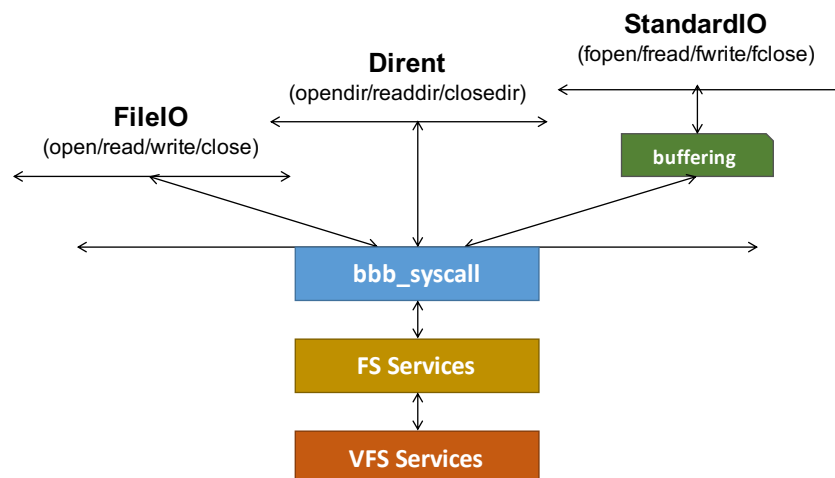 StandardIO
(fopen/fread/fwrite/fclose)
Dirent
(opendir/readdir/closedir)
FileIO
(open/read/write/close)
buffering
bbb_syscall
FS Services
VFS Services